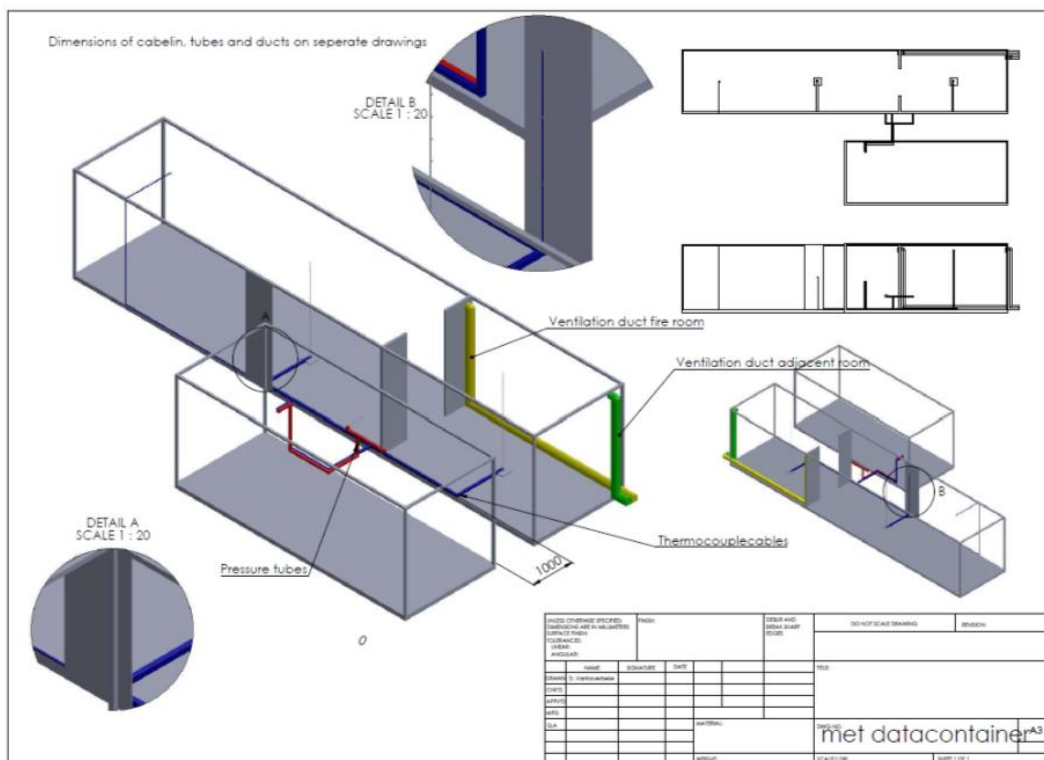 Dimensions of cabelin, tubes and ducts on seperate drawings
DETAIL B
SCALE 1 : 20
Ventilation duct fire room
Ventilation duct adjacent room
A
B
DETAIL A
SCALE 1 : 20
Pressure tubes
Thermocouplecables
1000
0
UNLESS OTHERWISE SPECIFIED:
DIMENSIONS ARE IN MILLIMETERS
SURFACE FINISH:
TOLERANCES:
LINEAR:
ANGULAR:
FINISH:
DEBUR AND
BREAK SHARP
EDGES
DO NOT SCALE DRAWING
REVISION
NAME
SIGNATURE
DATE
TITLE:
DRAWN
D. Vanhoverbeke
CHK'D
APPV'D
MFG
Q.A
MATERIAL:
DWG NO.
met datacontainer
A3
WEIGHT:
SHEET 1 OF 1